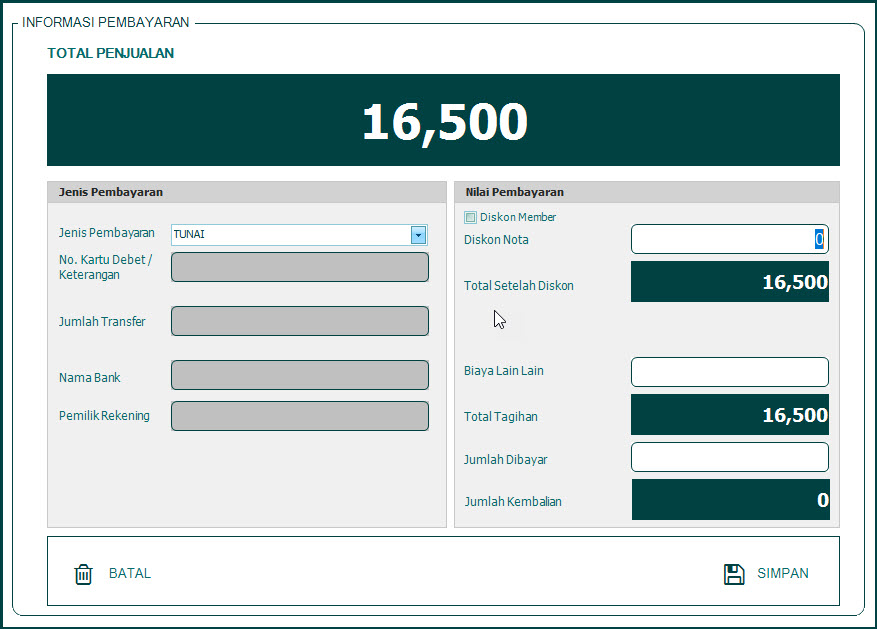 INFORMASI PEMBAYARAN
TOTAL PENJUALAN
16,500
Jenis Pembayaran
Jenis Pembayaran TUNAI
No. Kartu Debet /
Keterangan
Jumlah Transfer
Nama Bank
Pemilik Rekening
Nilai Pembayaran
Diskon Member
Diskon Nota 0
Total Setelah Diskon 16,500
Biaya Lain Lain
Total Tagihan 16,500
Jumlah Dibayar
Jumlah Kembalian 0
BATAL
SIMPAN